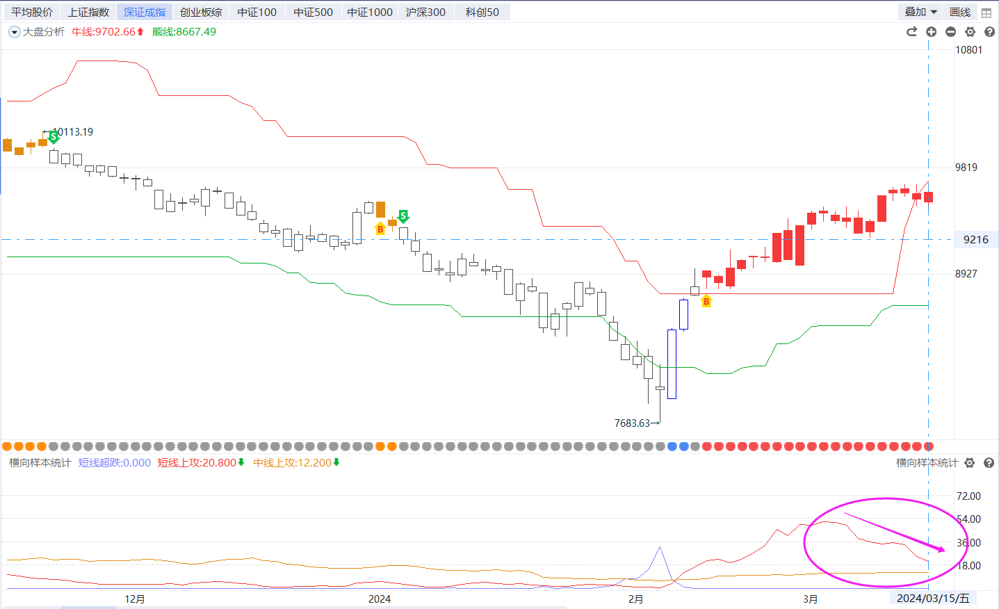 平均股价 上证指数 深证成指 创业板综 中证100 中证500 中证1000 沪深300 科创50 叠加 画线
大盘分析 牛线:9702.66 熊线:8667.49
10801
←10113.19
S
9819
S
B
9216
8927
B
7683.63→
横向样本统计 短线超跌:0.000 短线上攻:20.800 中线上攻:12.200 横向样本统计
72.00
54.00
36.00
18.00
12月 2024 2月 3月 2024/03/15/五